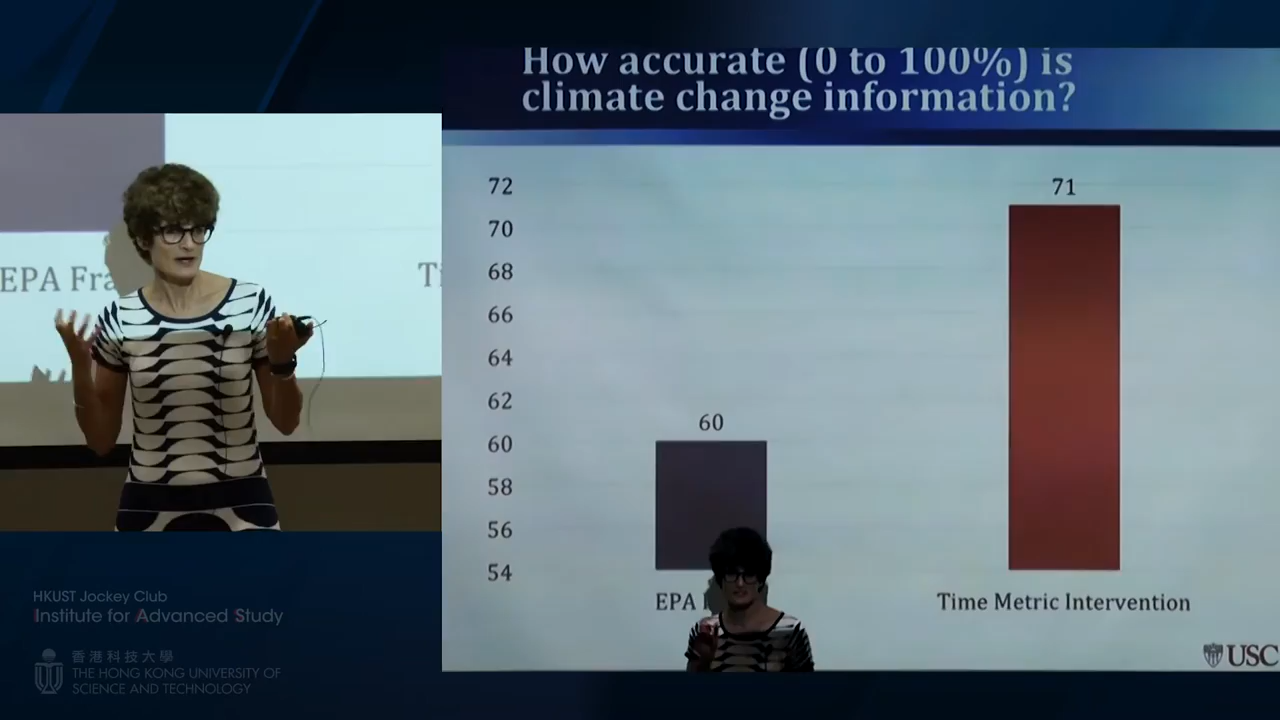 How accurate (0 to 100%) is
climate change information?
72
70
68
66
64
62
60
58
56
54
60
71
EPA
Time Metric Intervention
USC
EPA Fra
HKUST Jockey Club
Institute for Advanced Study
香港科技大學
THE HONG KONG UNIVERSITY OF
SCIENCE AND TECHNOLOGY